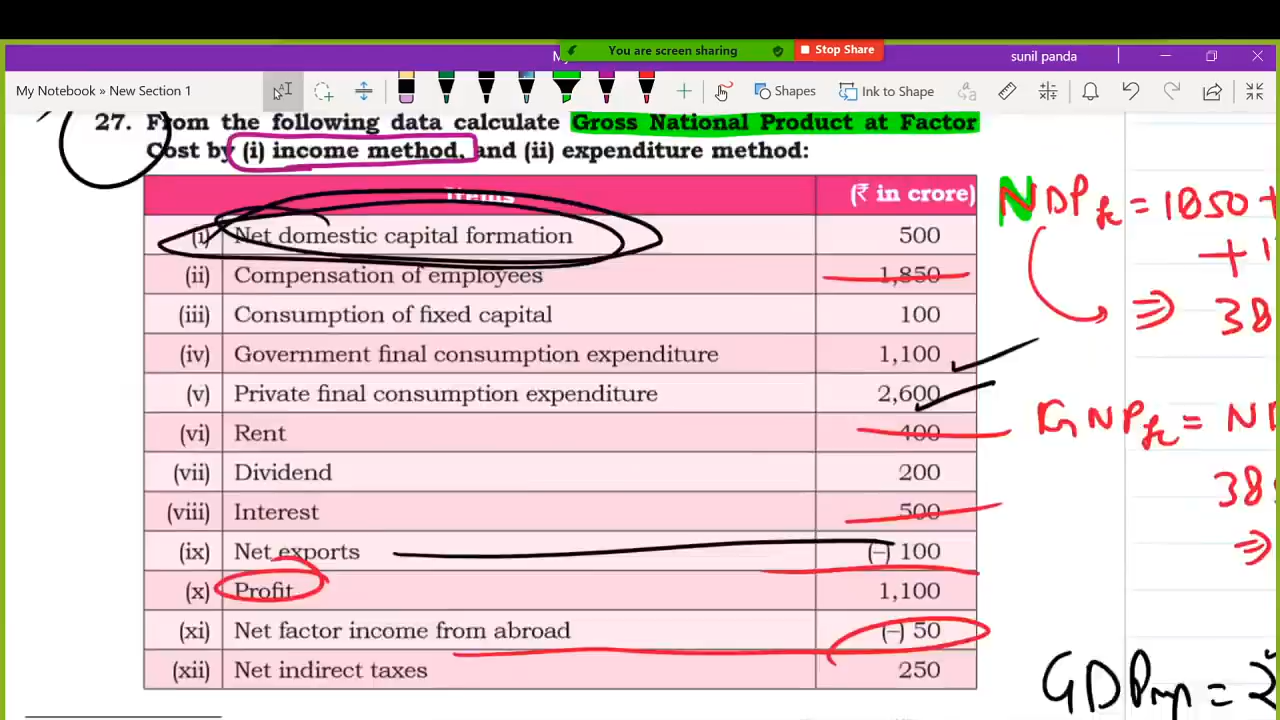 You are screen sharing
Stop Share
sunil panda
My Notebook » New Section 1
Shapes
Ink to Shape
27. From the following data calculate Gross National Product at Factor
Cost by (i) income method, and (ii) expenditure method:
Items (₹ in crore)
(i) Net domestic capital formation 500
(ii) Compensation of employees 1,850
(iii) Consumption of fixed capital 100
(iv) Government final consumption expenditure 1,100
(v) Private final consumption expenditure 2,600
(vi) Rent 400
(vii) Dividend 200
(viii) Interest 500
(ix) Net exports (–) 100
(x) Profit 1,100
(xi) Net factor income from abroad (–) 50
(xii) Net indirect taxes 250
NDPfc = 1850 +
+ 1
⇒ 38
GNPfc = ND
38
⇒
GDPmp = 2